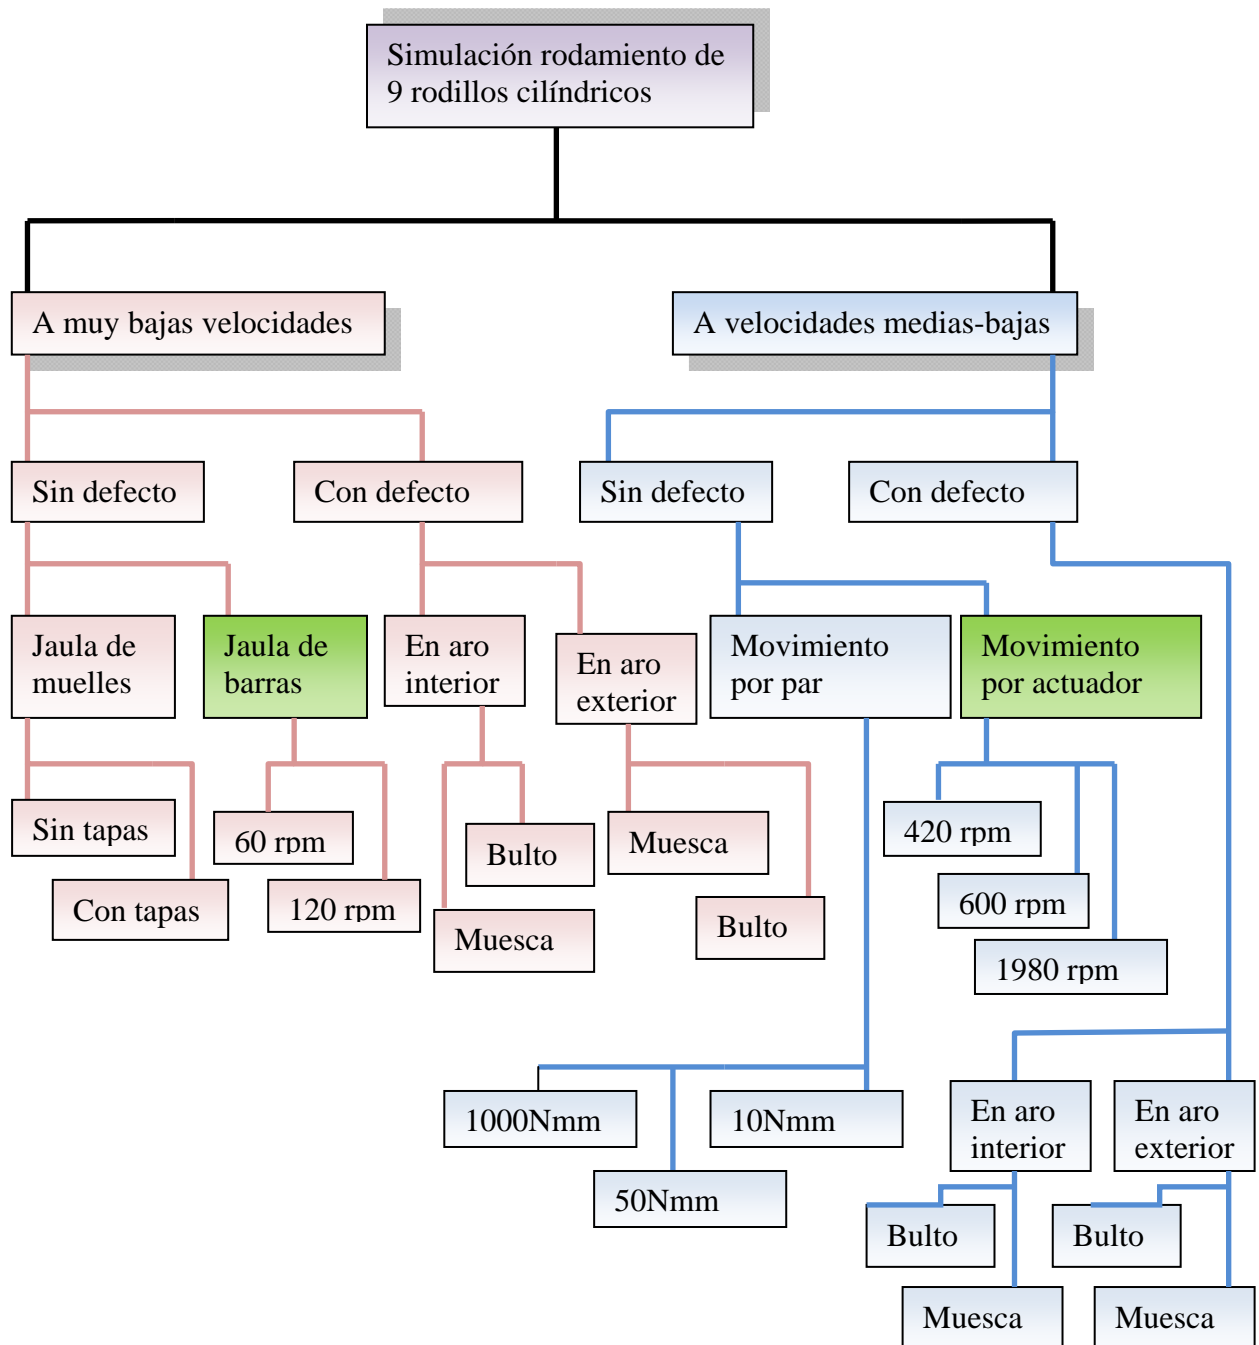 Simulación rodamiento de
9 rodillos cilíndricos
A muy bajas velocidades
A velocidades medias-bajas
Sin defecto
Con defecto
Sin defecto
Con defecto
Jaula de
muelles
Jaula de
barras
En aro
interior
En aro
exterior
Movimiento
por par
Movimiento
por actuador
Sin tapas
60 rpm
Bulto
Muesca
420 rpm
Con tapas
120 rpm
Muesca
Bulto
600 rpm
1980 rpm
1000Nmm
10Nmm
50Nmm
En aro
interior
En aro
exterior
Bulto
Bulto
Muesca
Muesca